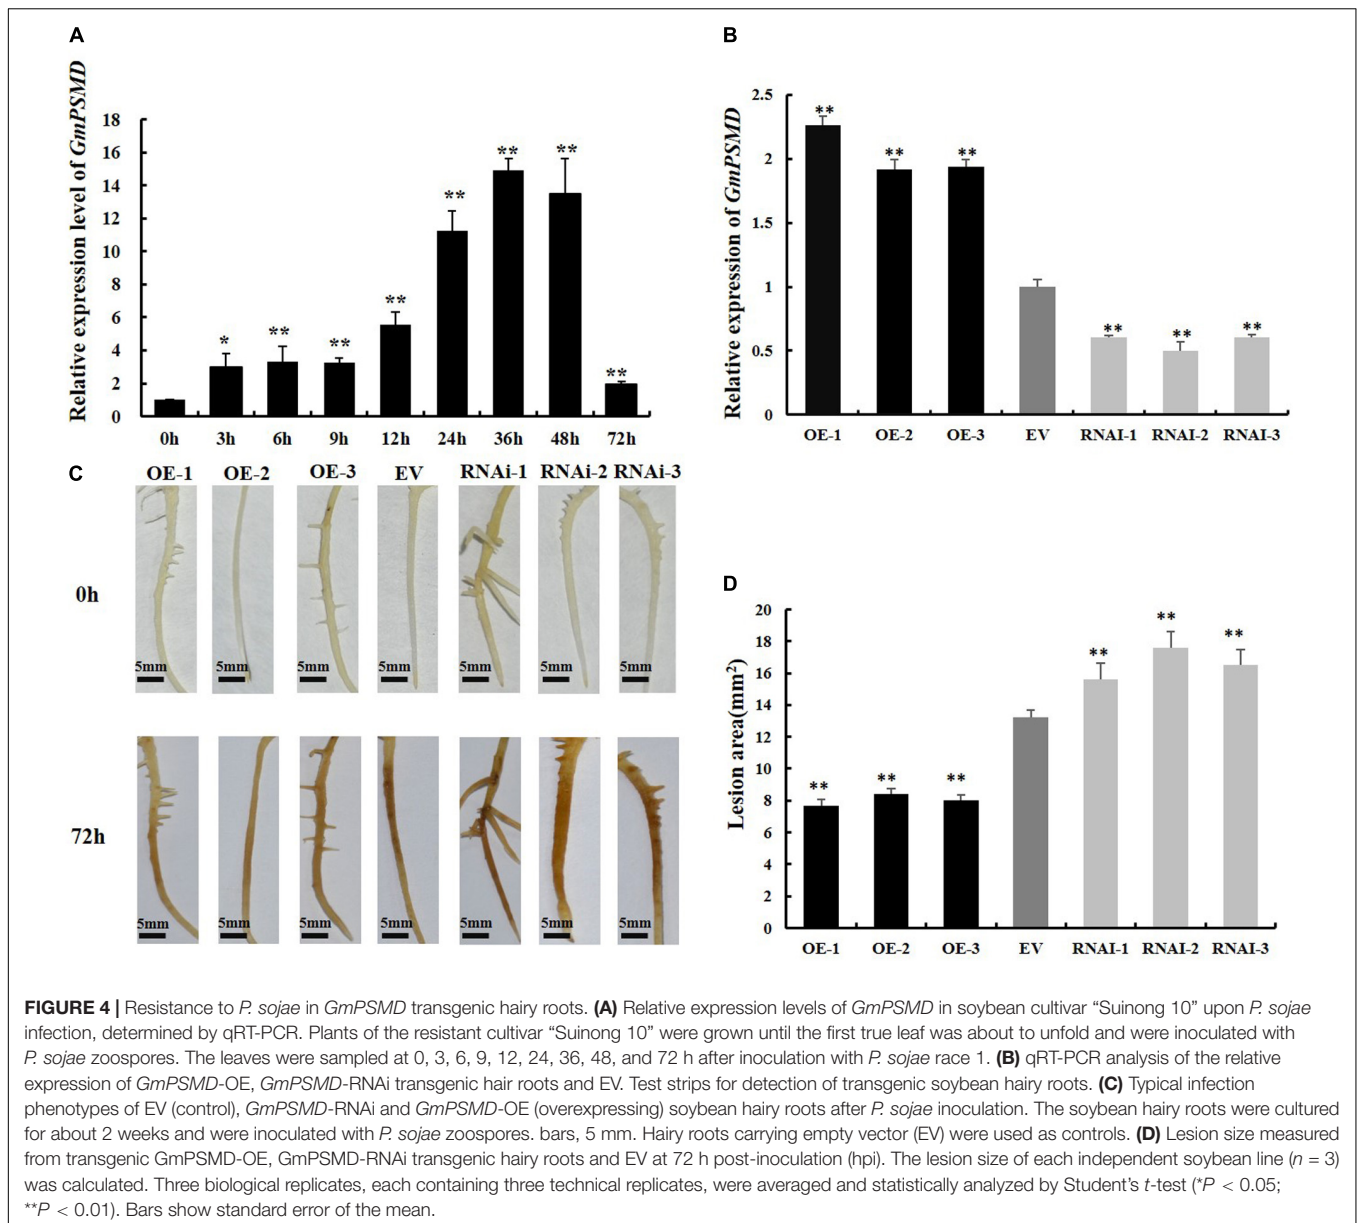 A
Relative expression level of GmPSMD
18
16
14
12
10
8
6
4
2
0
*
**
**
**
**
**
**
**
0h 3h 6h 9h 12h 24h 36h 48h 72h
B
Relative expression of GmPSMD
2.5
2
1.5
1
0.5
0
**
**
**
**
**
**
OE-1 OE-2 OE-3 EV RNAI-1 RNAI-2 RNAI-3
C
OE-1 OE-2 OE-3 EV RNAi-1 RNAi-2 RNAi-3
0h
5mm 5mm 5mm 5mm 5mm 5mm 5mm
72h
5mm 5mm 5mm 5mm 5mm 5mm 5mm
D
Lesion area(mm2)
20
18
16
14
12
10
8
6
4
2
0
**
**
**
**
**
**
OE-1 OE-2 OE-3 EV RNAI-1 RNAI-2 RNAI-3
FIGURE 4 | Resistance to P. sojae in GmPSMD transgenic hairy roots. (A) Relative expression levels of GmPSMD in soybean cultivar “Suinong 10” upon P. sojae
infection, determined by qRT-PCR. Plants of the resistant cultivar “Suinong 10” were grown until the first true leaf was about to unfold and were inoculated with
P. sojae zoospores. The leaves were sampled at 0, 3, 6, 9, 12, 24, 36, 48, and 72 h after inoculation with P. sojae race 1. (B) qRT-PCR analysis of the relative
expression of GmPSMD-OE, GmPSMD-RNAi transgenic hair roots and EV. Test strips for detection of transgenic soybean hairy roots. (C) Typical infection
phenotypes of EV (control), GmPSMD-RNAi and GmPSMD-OE (overexpressing) soybean hairy roots after P. sojae inoculation. The soybean hairy roots were cultured
for about 2 weeks and were inoculated with P. sojae zoospores. bars, 5 mm. Hairy roots carrying empty vector (EV) were used as controls. (D) Lesion size measured
from transgenic GmPSMD-OE, GmPSMD-RNAi transgenic hairy roots and EV at 72 h post-inoculation (hpi). The lesion size of each independent soybean line (n = 3)
was calculated. Three biological replicates, each containing three technical replicates, were averaged and statistically analyzed by Student’s t-test (*P < 0.05;
**P < 0.01). Bars show standard error of the mean.